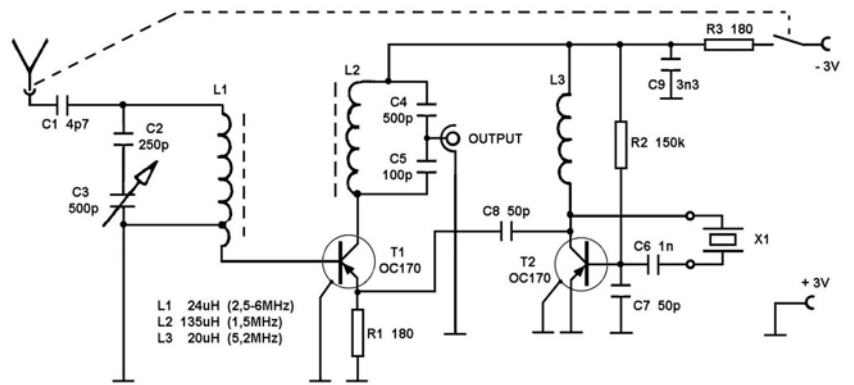 R3 180
- 3V
L1
L2
L3
C9 3n3
C1 4p7
C2
250p
C4
500p
OUTPUT
R2 150k
C5
100p
C3
500p
C8 50p
X1
T1
OC170
T2
OC170
C6 1n
C7 50p
+ 3V
L1 24uH (2,5-6MHz)
L2 135uH (1,5MHz)
L3 20uH (5,2MHz)
R1 180